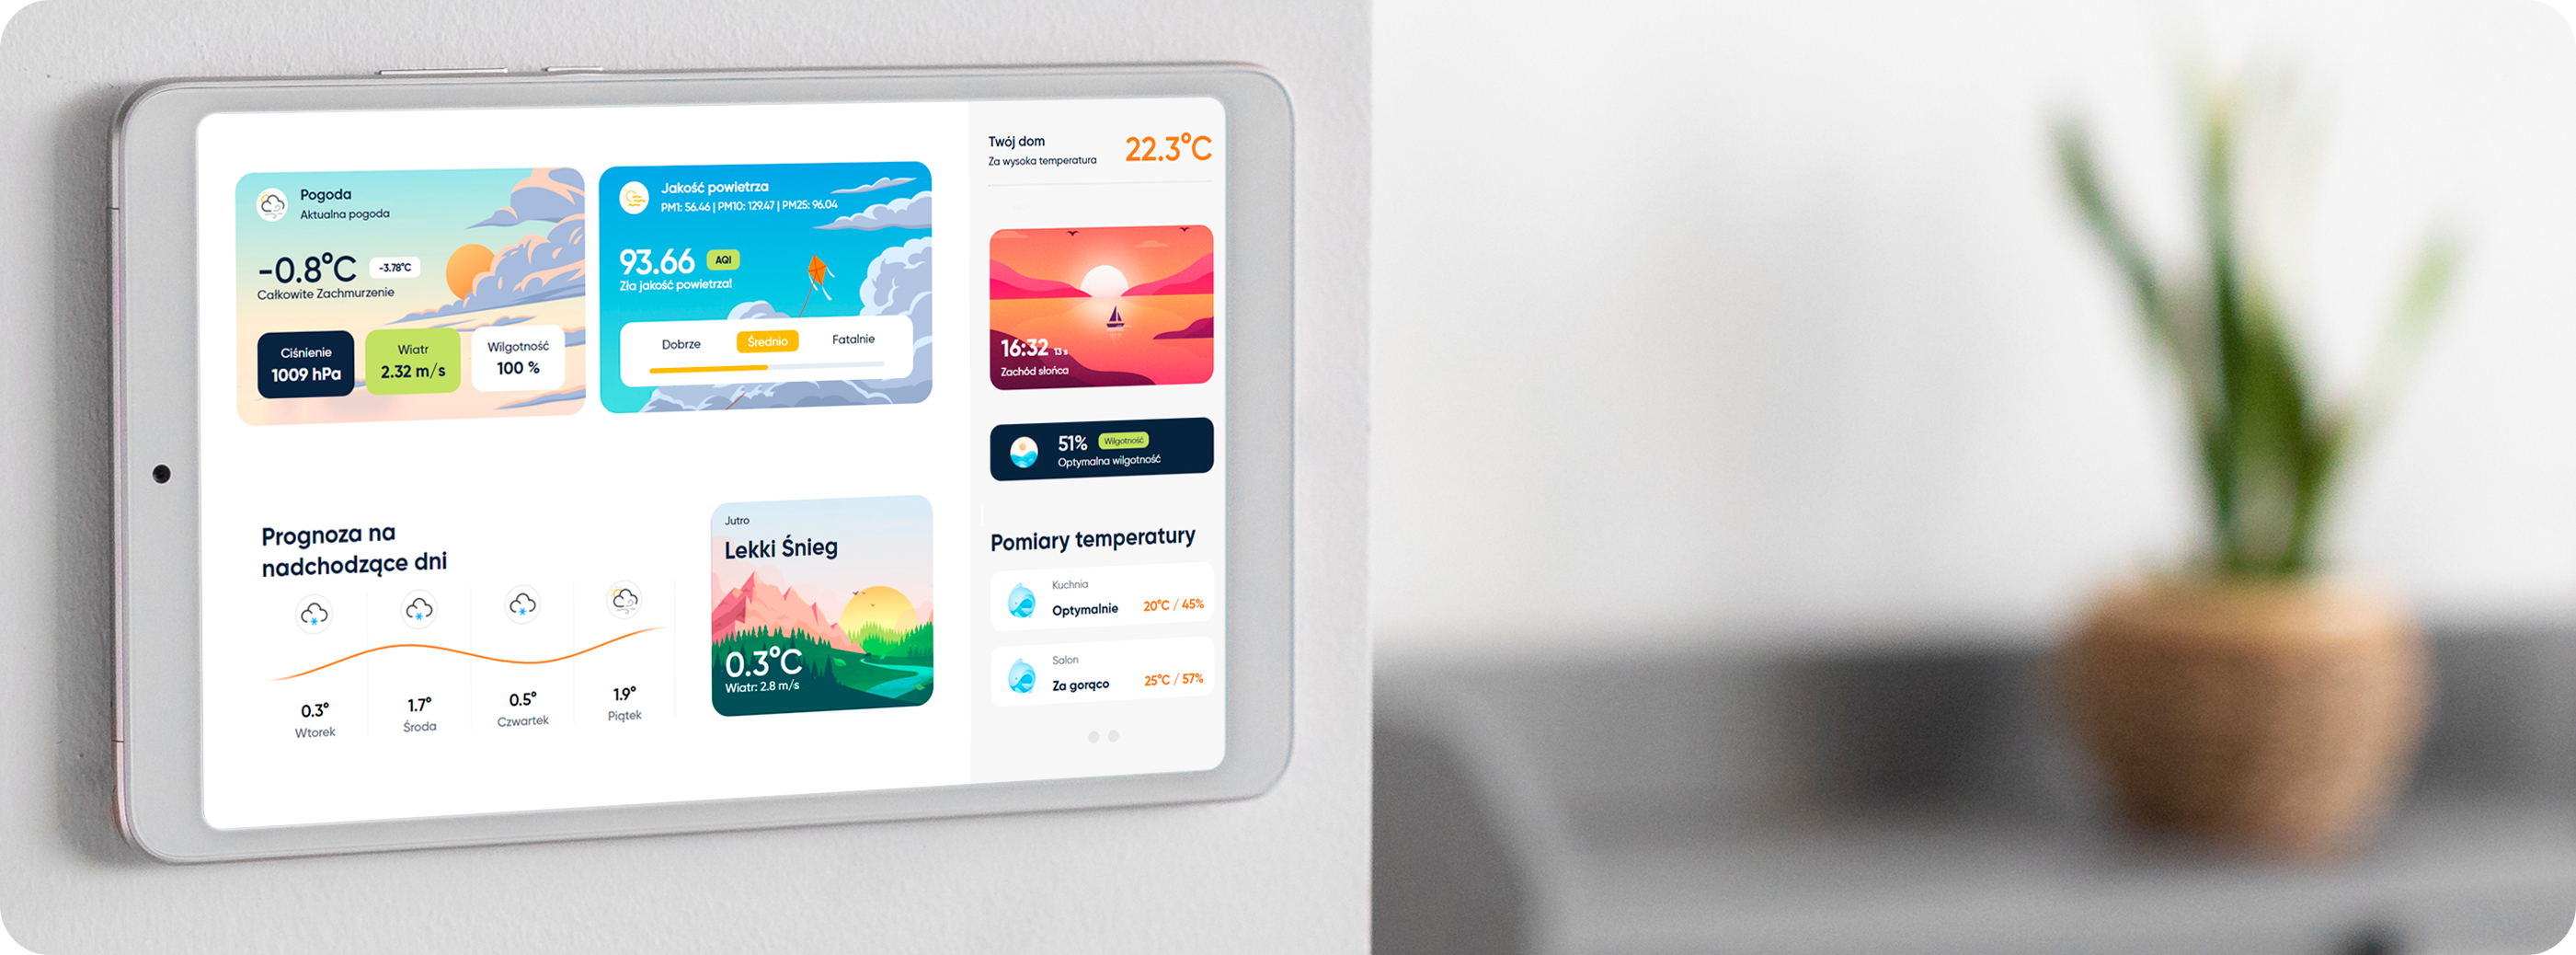 Pogoda
Aktualna pogoda
-0.8°C -3.78°C
Całkowite Zachmurzenie
Ciśnienie
1009 hPa
Wiatr
2.32 m/s
Wilgotność
100 %
Jakość powietrza
PM1: 56.46 | PM10: 129.47 | PM25: 96.04
93.66 AQI
Zła jakość powietrza!
Dobrze Średnio Fatalnie
Prognoza na
nadchodzące dni
0.3° 1.7° 0.5° 1.9°
Wtorek Środa Czwartek Piątek
Jutro
Lekki Śnieg
0.3°C
Wiatr: 2.8 m/s
Twój dom
Za wysoka temperatura
22.3°C
16:32 13 s
Zachód słońca
51% Wilgotność
Optymalna wilgotność
Pomiary temperatury
Kuchnia
Optymalnie 20°C / 45%
Salon
Za gorąco 25°C / 57%